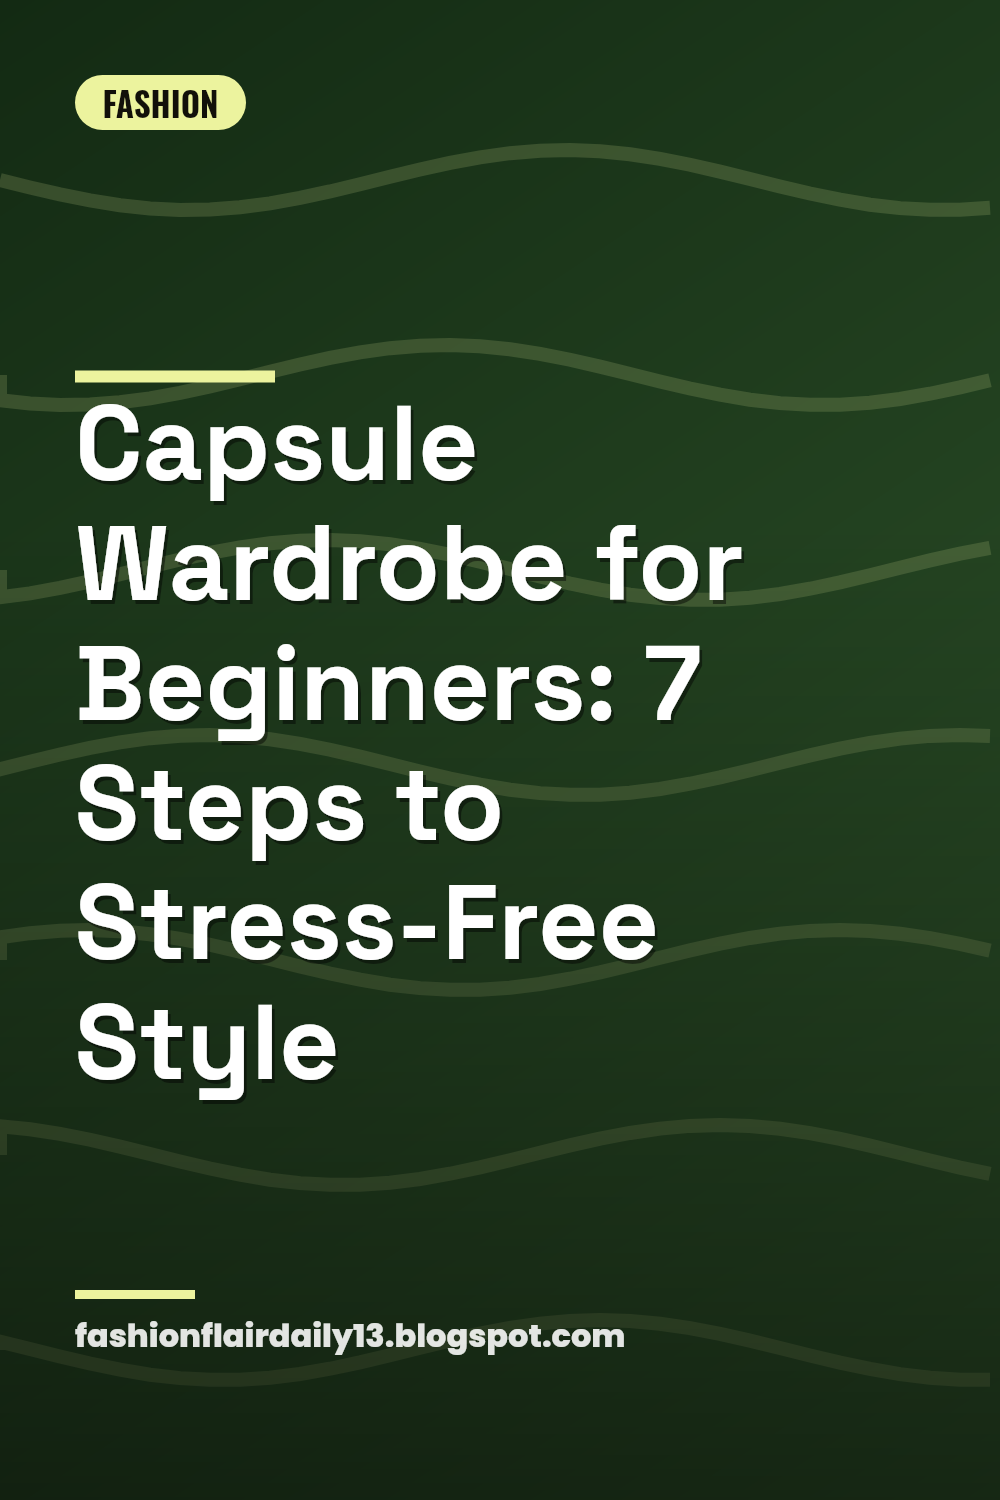 FASHION
Capsule
Wardrobe for
Beginners: 7
Steps to
Stress-Free
Style
fashionflairdaily13.blogspot.com